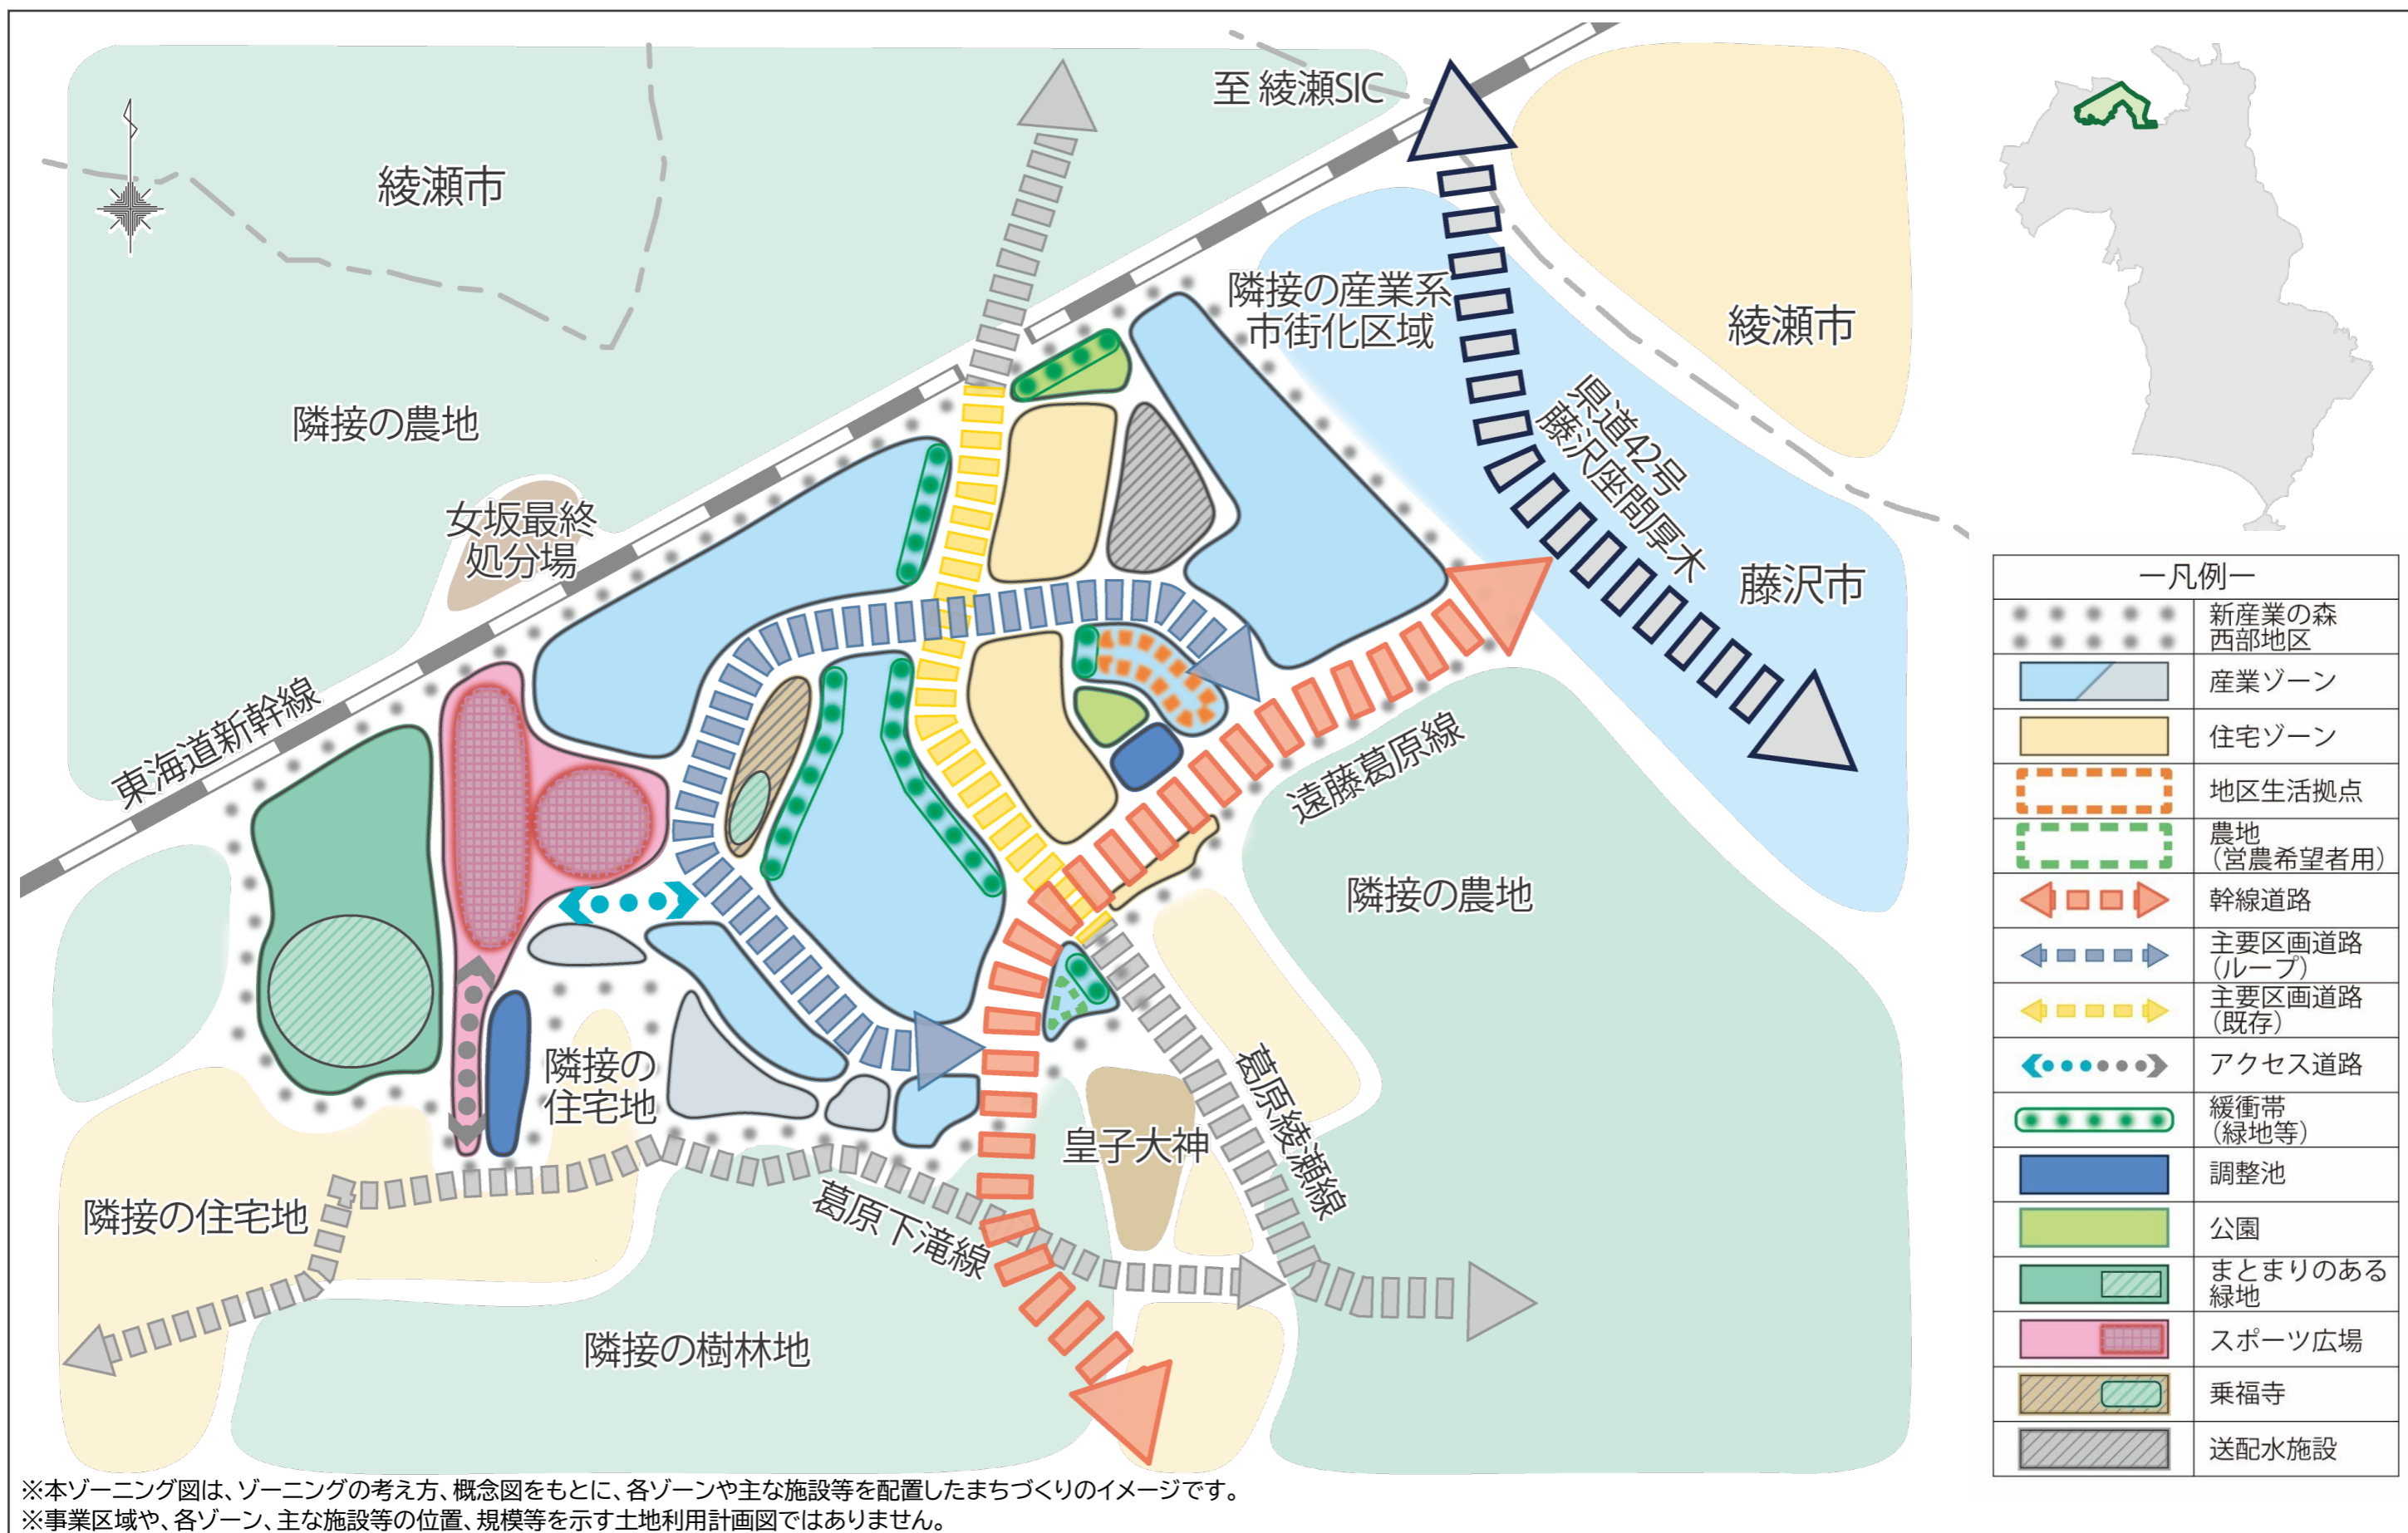 至 綾瀬SIC
綾瀬市
隣接の産業系
市街化区域
綾瀬市
隣接の農地
県道42号
藤沢座間厚木
女坂最終
処分場
藤沢市
東海道新幹線
遠藤葛原線
隣接の農地
隣接の
住宅地
葛原綾瀬線
皇子大神
隣接の住宅地
葛原下滝線
隣接の樹林地
※本ゾーニング図は、ゾーニングの考え方、概念図をもとに、各ゾーンや主な施設等を配置したまちづくりのイメージです。
※事業区域や、各ゾーン、主な施設等の位置、規模等を示す土地利用計画図ではありません。
ー凡例ー
新産業の森
西部地区
産業ゾーン
住宅ゾーン
地区生活拠点
農地
（営農希望者用）
幹線道路
主要区画道路
（ループ）
主要区画道路
（既存）
アクセス道路
緩衝帯
（緑地等）
調整池
公園
まとまりのある
緑地
スポーツ広場
乗福寺
送配水施設